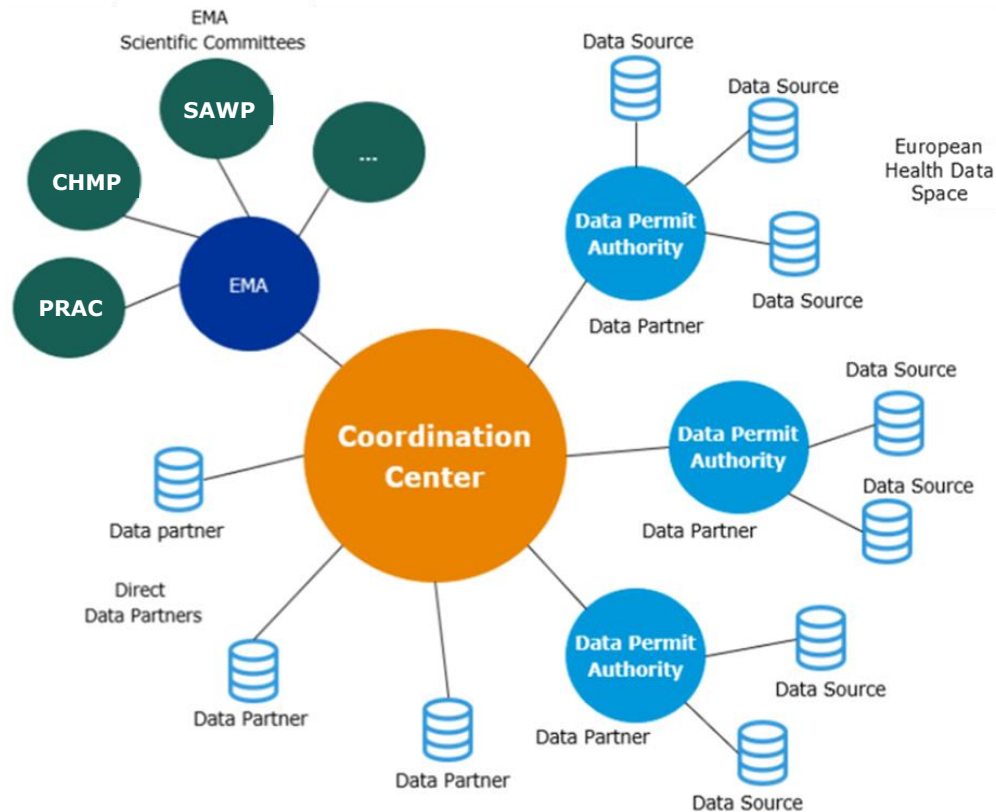 EMA
Scientific Committees
SAWP
...
CHMP
PRAC
EMA
Data Source
Data Source
European
Health Data
Space
Data Permit
Authority
Data Source
Data Partner
Coordination
Center
Data Source
Data Permit
Authority
Data Source
Data Partner
Data partner
Direct
Data Partners
Data Partner
Data Partner
Data Permit
Authority
Data Source
Data Partner
Data Source